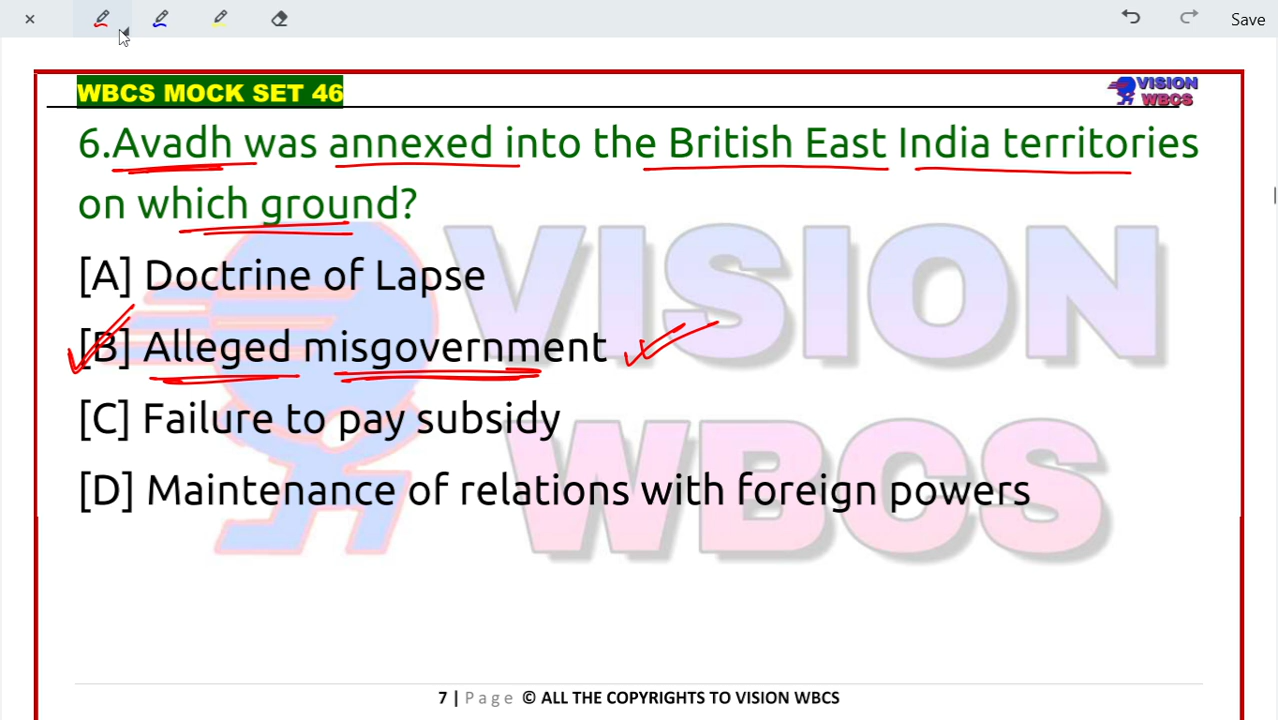 Save
WBCS MOCK SET 46
VISION
WBCS
6.Avadh was annexed into the British East India territories
on which ground?
[A] Doctrine of Lapse
[B] Alleged misgovernment
[C] Failure to pay subsidy
[D] Maintenance of relations with foreign powers
VISION
WBCS
7 | Page © ALL THE COPYRIGHTS TO VISION WBCS